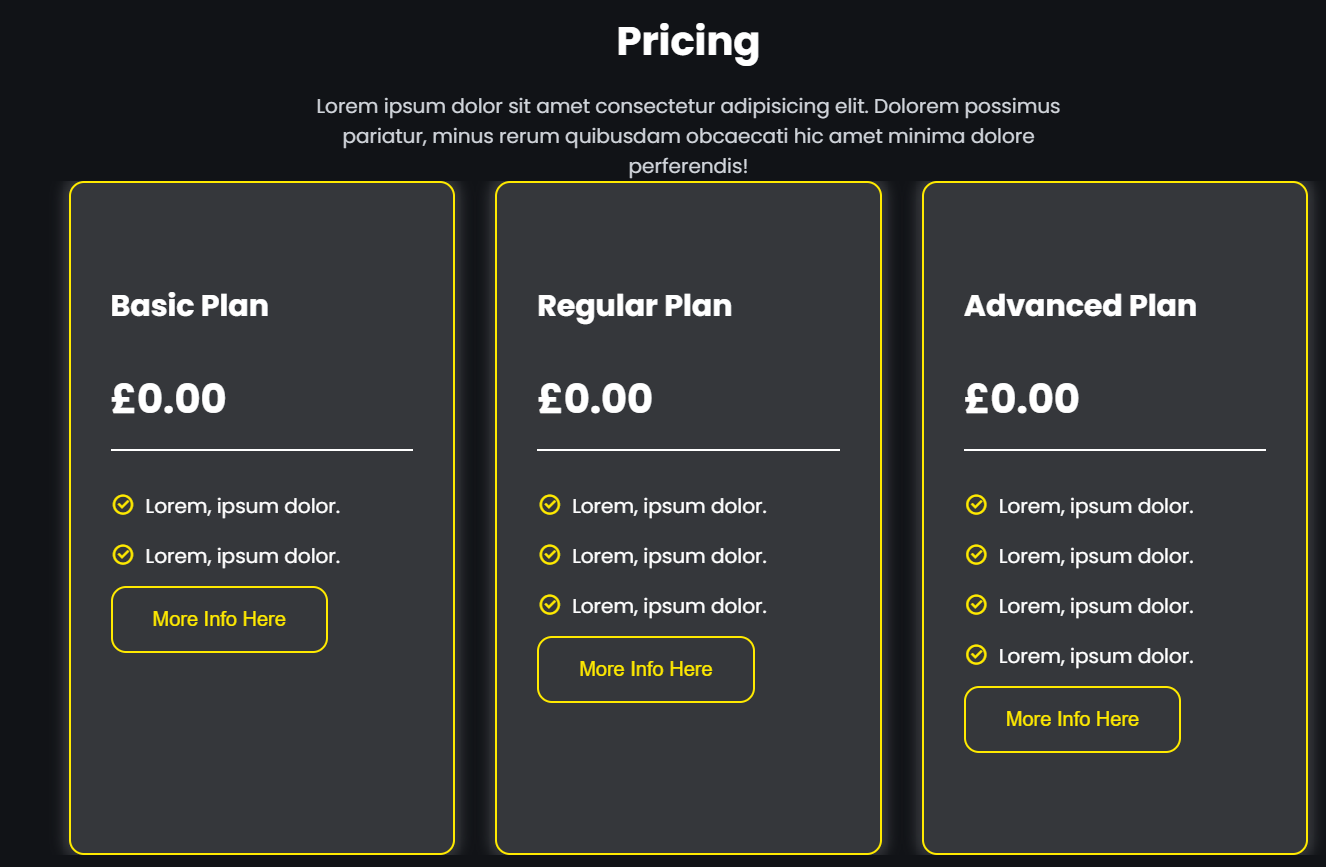 Pricing
Lorem ipsum dolor sit amet consectetur adipisicing elit. Dolorem possimus
pariatur, minus rerum quibusdam obcaecati hic amet minima dolore
perferendis!
Basic Plan
£0.00
Lorem, ipsum dolor.
Lorem, ipsum dolor.
More Info Here
Regular Plan
£0.00
Lorem, ipsum dolor.
Lorem, ipsum dolor.
Lorem, ipsum dolor.
More Info Here
Advanced Plan
£0.00
Lorem, ipsum dolor.
Lorem, ipsum dolor.
Lorem, ipsum dolor.
Lorem, ipsum dolor.
More Info Here